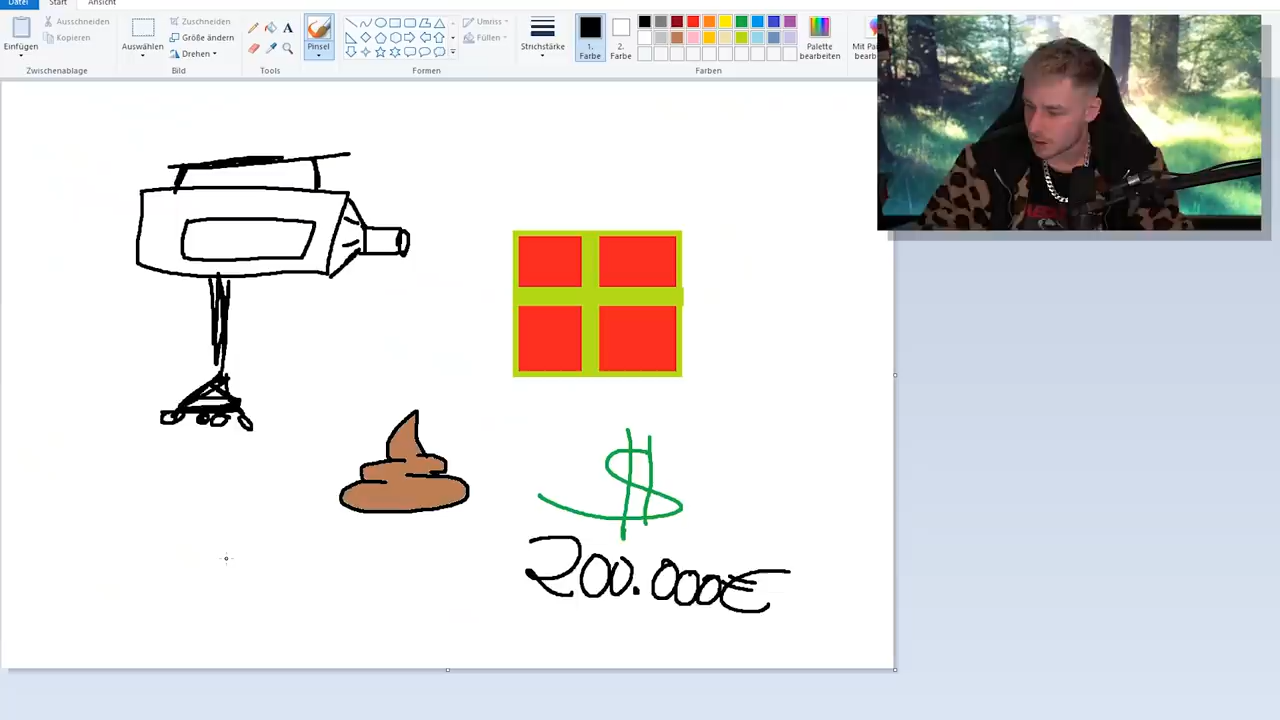 Datei Start Ansicht
Einfügen
Ausschneiden
Kopieren
Zwischenablage
Auswählen
Zuschneiden
Größe ändern
Drehen
Bild
A
Tools
Pinsel
Umriss
Füllen
Formen
Strichstärke
1.
Farbe
2.
Farbe
Palette
bearbeiten
Farben
$
200.000€